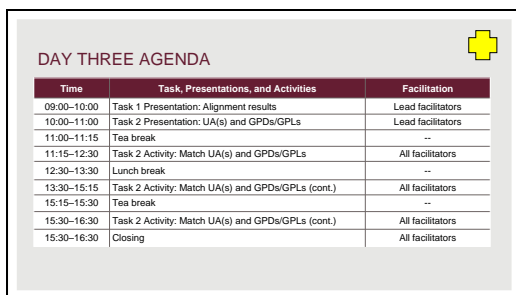 DAY THREE AGENDA
Time Task, Presentations, and Activities Facilitation
09:00–10:00 Task 1 Presentation: Alignment results Lead facilitators
10:00–11:00 Task 2 Presentation: UA(s) and GPDs/GPLs Lead facilitators
11:00–11:15 Tea break --
11:15–12:30 Task 2 Activity: Match UA(s) and GPDs/GPLs All facilitators
12:30–13:30 Lunch break --
13:30–15:15 Task 2 Activity: Match UA(s) and GPDs/GPLs (cont.) All facilitators
15:15–15:30 Tea break --
15:30–16:30 Task 2 Activity: Match UA(s) and GPDs/GPLs (cont.) All facilitators
15:30–16:30 Closing All facilitators